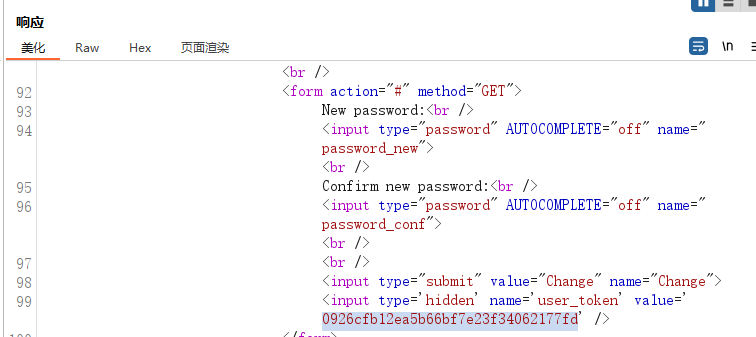 响应
美化 Raw Hex 页面渲染 \n
<br />
92 <form action="#" method="GET">
93 New password:<br />
94 <input type="password" AUTOCOMPLETE="off" name="
password_new">
<br />
95 Confirm new password:<br />
96 <input type="password" AUTOCOMPLETE="off" name="
password_conf">
<br />
97 <br />
98 <input type="submit" value="Change" name="Change">
99 <input type='hidden' name='user_token' value='
0926cfb12ea5b66bf7e23f34062177fd' />
</form>